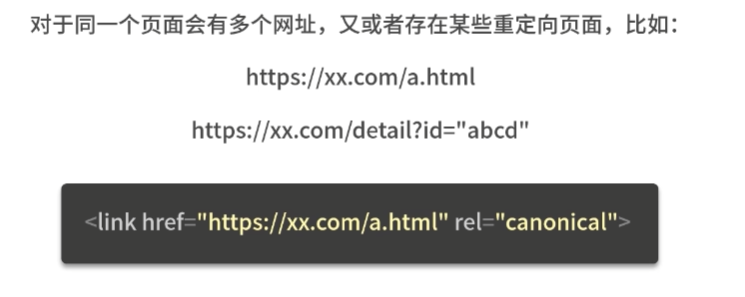 对于同一个页面会有多个网址，又或者存在某些重定向页面，比如：
https://xx.com/a.html
https://xx.com/detail?id="abcd"
<link href="https://xx.com/a.html" rel="canonical">